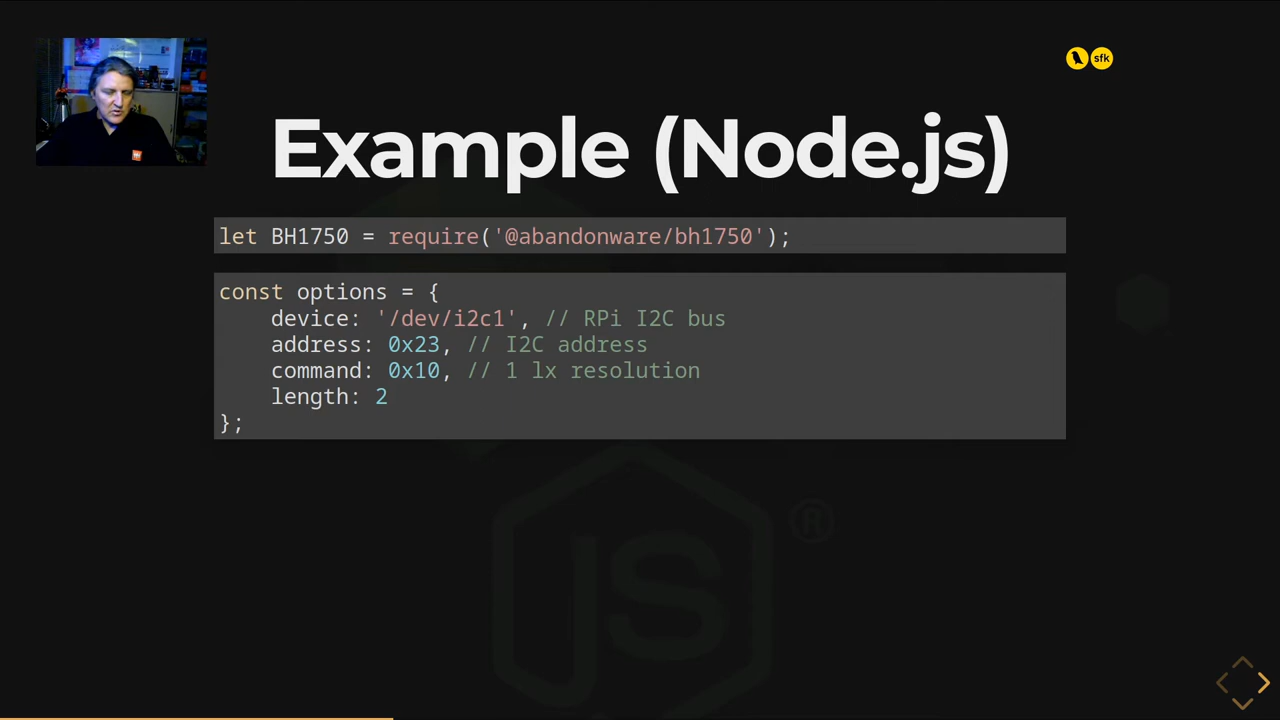 sfk
Example (Node.js)
let BH1750 = require('@abandonware/bh1750');
const options = {
    device: '/dev/i2c1', // RPi I2C bus
    address: 0x23, // I2C address
    command: 0x10, // 1 lx resolution
    length: 2
};
JS
®